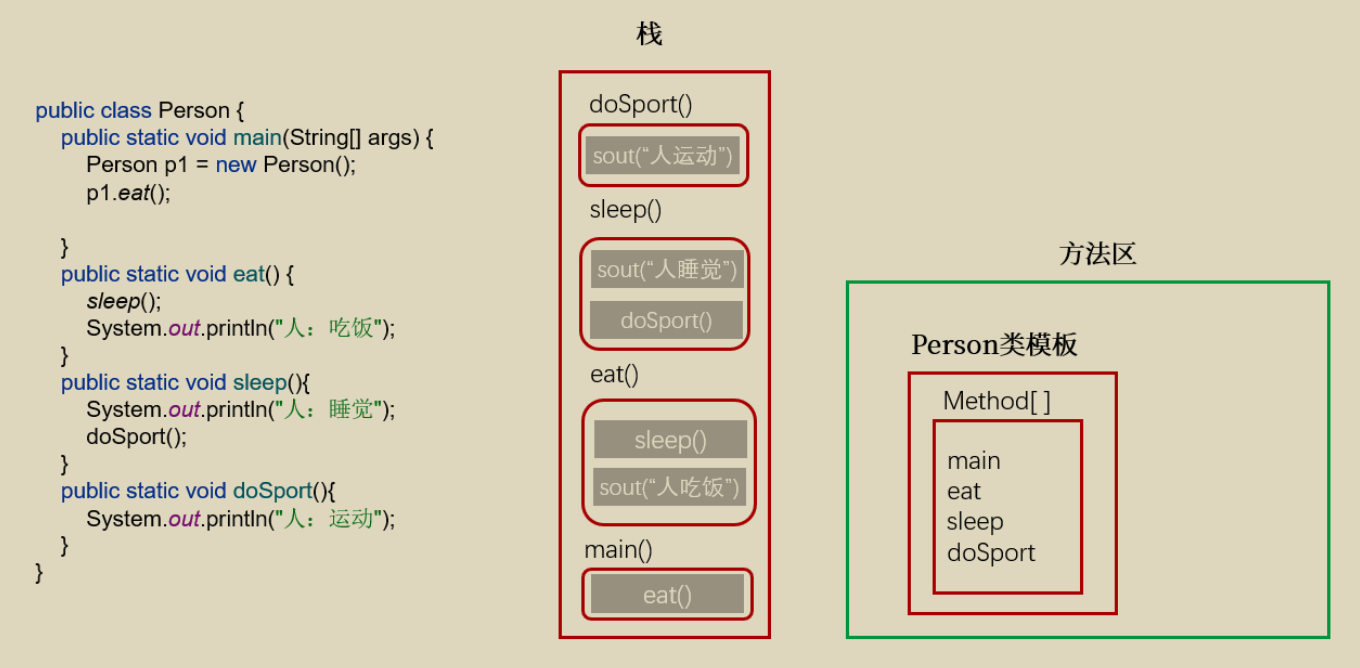 public class Person {
public static void main(String[] args) {
Person p1 = new Person();
p1.eat();
}
public static void eat() {
sleep();
System.out.println("人：吃饭");
}
public static void sleep(){
System.out.println("人：睡觉");
doSport();
}
public static void doSport(){
System.out.println("人：运动");
}
}
栈
doSport()
sout(“人运动”)
sleep()
sout(“人睡觉”)
doSport()
eat()
sleep()
sout(“人吃饭”)
main()
eat()
方法区
Person类模板
Method[ ]
main
eat
sleep
doSport